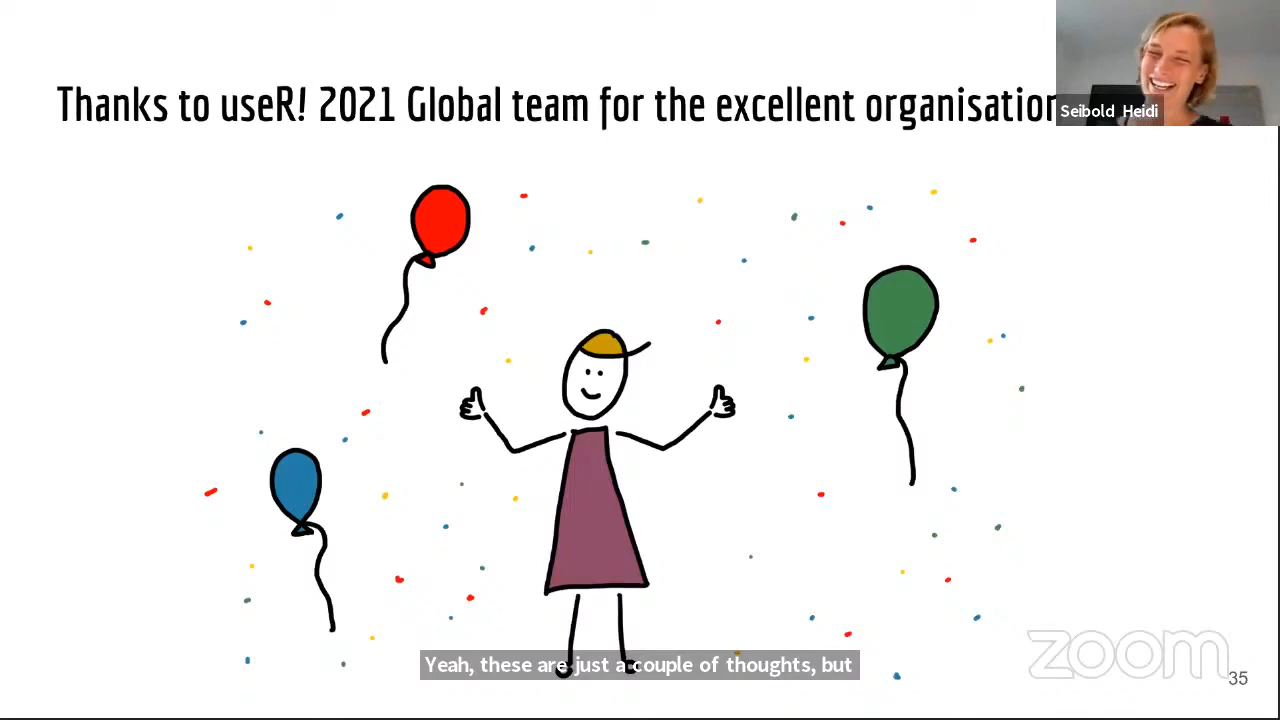 Thanks to useR! 2021 Global team for the excellent organisation
Seibold Heidi
Yeah, these are just a couple of thoughts, but
zoom
35